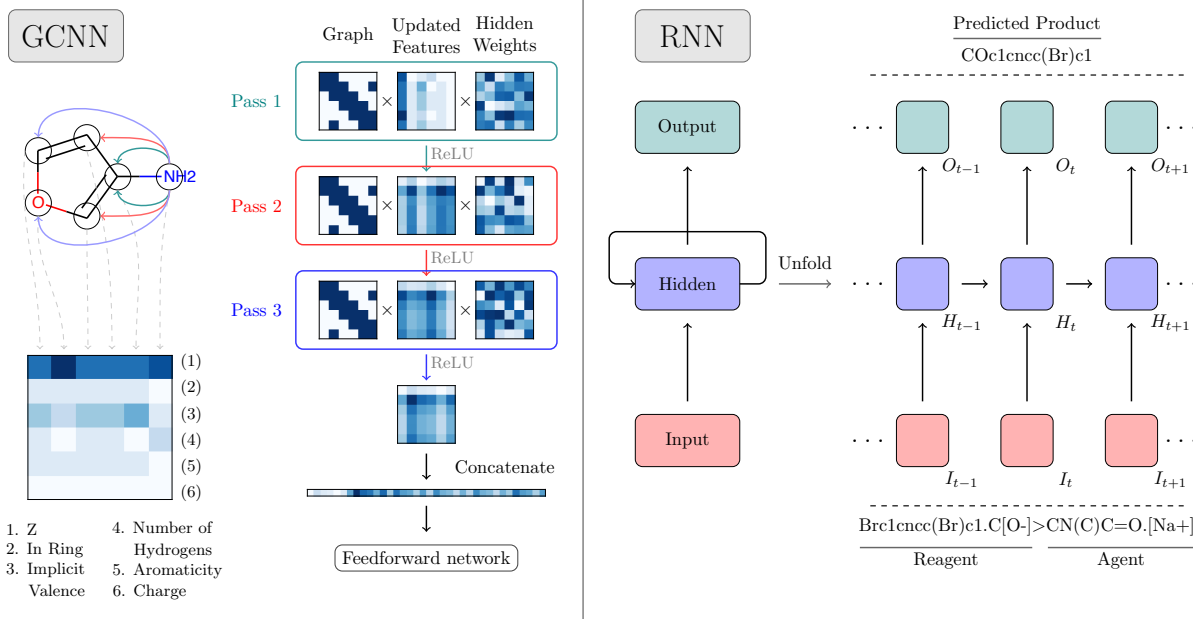 GCNN
Graph
Updated
Features
Hidden
Weights
Pass 1
×
×
ReLU
Pass 2
×
×
ReLU
Pass 3
×
×
ReLU
Concatenate
Feedforward network
NH2
O
(1)
(2)
(3)
(4)
(5)
(6)
1. Z
2. In Ring
3. Implicit
Valence
4. Number of
Hydrogens
5. Aromaticity
6. Charge
RNN
Predicted Product
COc1cncc(Br)c1
Output
Hidden
Input
Unfold
· · ·
· · ·
O_{t−1}
O_t
O_{t+1}
· · ·
· · ·
H_{t−1}
H_t
H_{t+1}
· · ·
· · ·
I_{t−1}
I_t
I_{t+1}
Brc1cncc(Br)c1.C[O-]>CN(C)C=O.[Na+]
Reagent
Agent